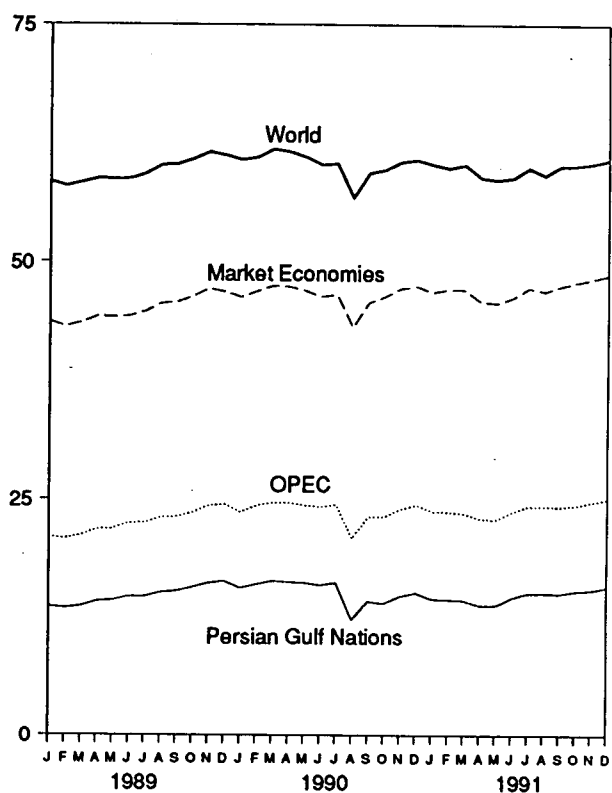 75
World
50
Market Economies
OPEC
25
Persian Gulf Nations
0
J F M A M J J A S O N D J F M A M J J A S O N D J F M A M J J A S O N D
1989 1990 1991